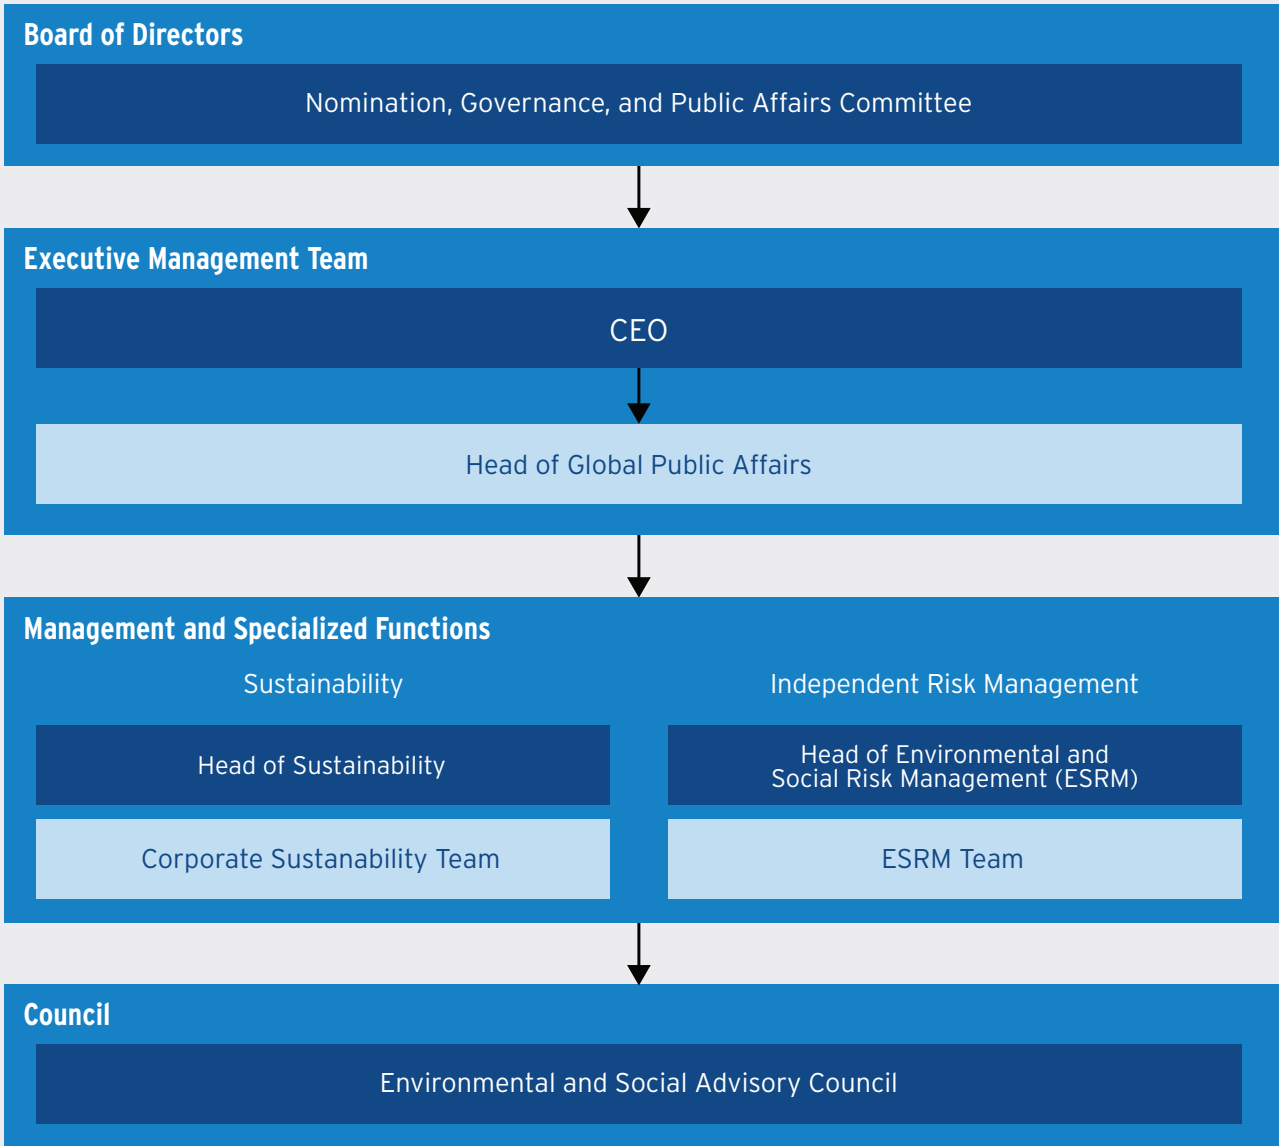 Board of Directors
Nomination, Governance, and Public Affairs Committee
Executive Management Team
CEO
Head of Global Public Affairs
Management and Specialized Functions
Sustainability
Independent Risk Management
Head of Sustainability
Head of Environmental and
Social Risk Management (ESRM)
Corporate Sustanability Team
ESRM Team
Council
Environmental and Social Advisory Council